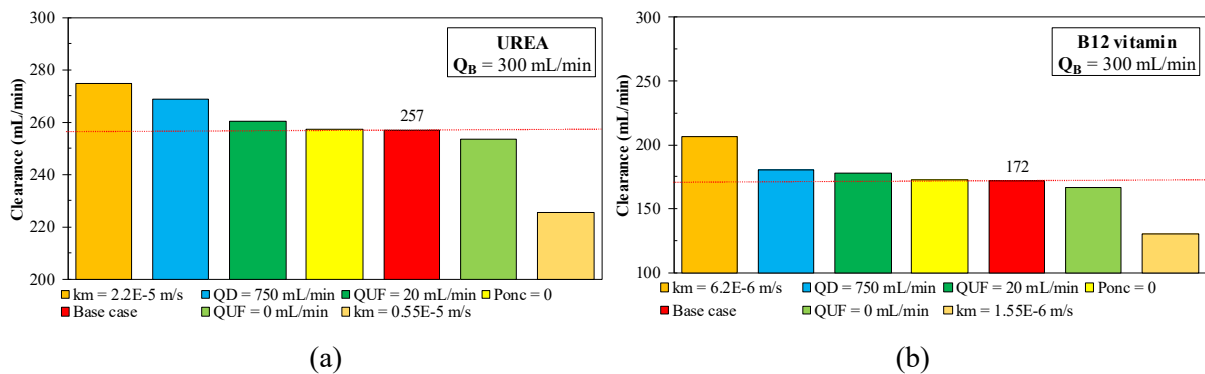 300
280
260
240
220
200
Clearance (mL/min)
UREA
Q_B = 300 mL/min
257
km = 2.2E-5 m/s QD = 750 mL/min QUF = 20 mL/min Ponc = 0
Base case QUF = 0 mL/min km = 0.55E-5 m/s
(a)
300
250
200
150
100
Clearance (mL/min)
B12 vitamin
Q_B = 300 mL/min
172
km = 6.2E-6 m/s QD = 750 mL/min QUF = 20 mL/min Ponc = 0
Base case QUF = 0 mL/min km = 1.55E-6 m/s
(b)